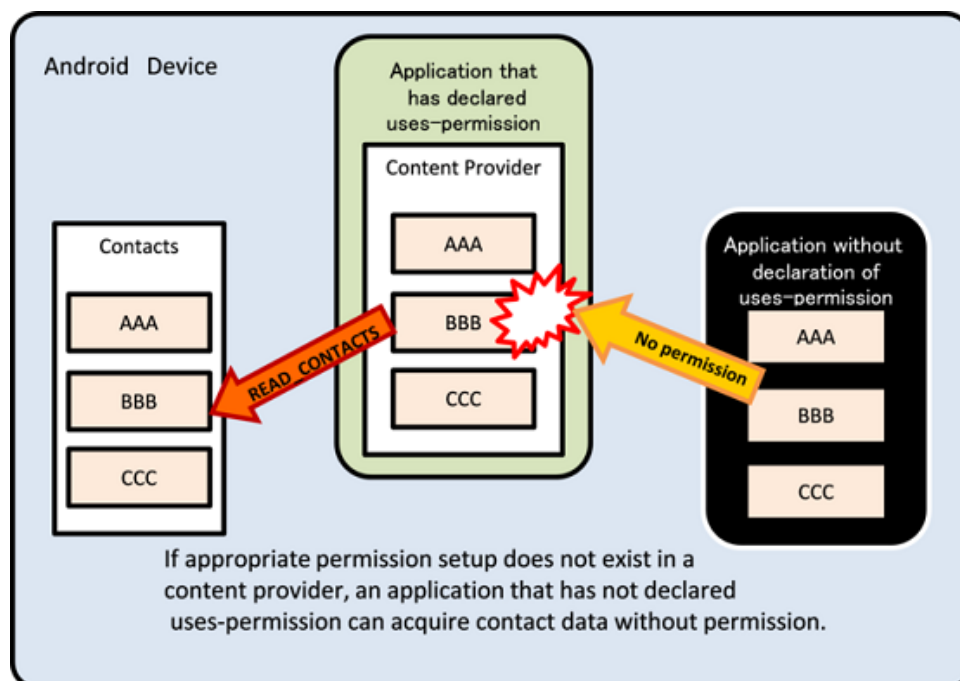 Android Device
Application that
has declared
uses-permission
Content Provider
AAA
BBB
CCC
Contacts
AAA
BBB
CCC
READ_CONTACTS
No permission
Application without
declaration of
uses-permission
AAA
BBB
CCC
If appropriate permission setup does not exist in a
content provider, an application that has not declared
uses-permission can acquire contact data without permission.